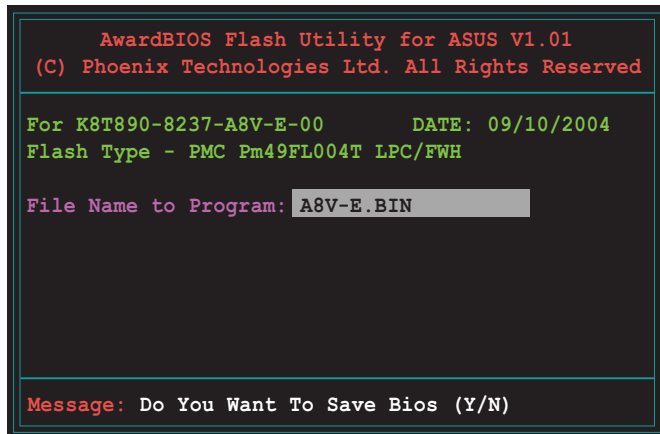 AwardBIOS Flash Utility for ASUS V1.01
(C) Phoenix Technologies Ltd. All Rights Reserved
For K8T890-8237-A8V-E-00 DATE: 09/10/2004
Flash Type - PMC Pm49FL004T LPC/FWH
File Name to Program: A8V-E.BIN
Message: Do You Want To Save Bios (Y/N)